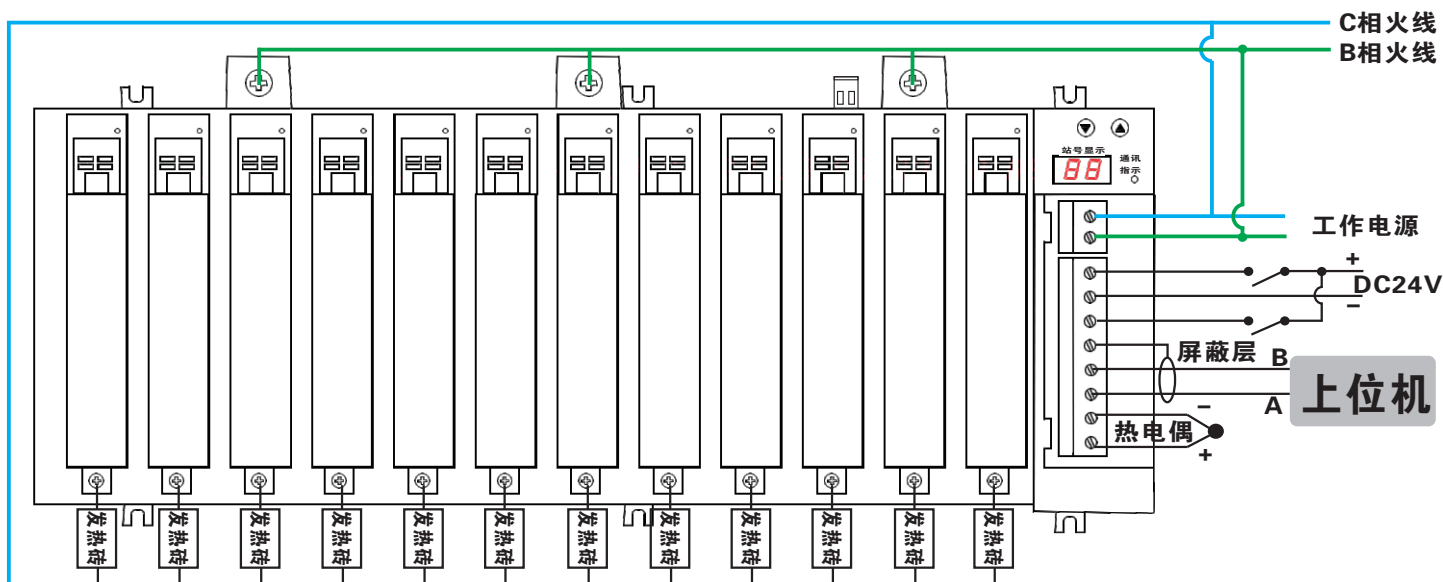 C相火线
B相火线
站号显示
通讯
指示
88
工作电源
+
DC24V
−
屏蔽层
B
A
上位机
−
热电偶
+
发热砖
发热砖
发热砖
发热砖
发热砖
发热砖
发热砖
发热砖
发热砖
发热砖
发热砖
发热砖